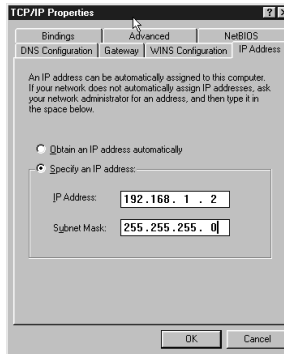 TCP/IP Properties
Bindings Advanced NetBIOS
DNS Configuration Gateway WINS Configuration IP Address
An IP address can be automatically assigned to this computer.
If your network does not automatically assign IP addresses, ask
your network administrator for an address, and then type it in
the space below.
Obtain an IP address automatically
Specify an IP address:
IP Address: 192.168. 1 . 2
Subnet Mask: 255.255.255. 0
OK Cancel